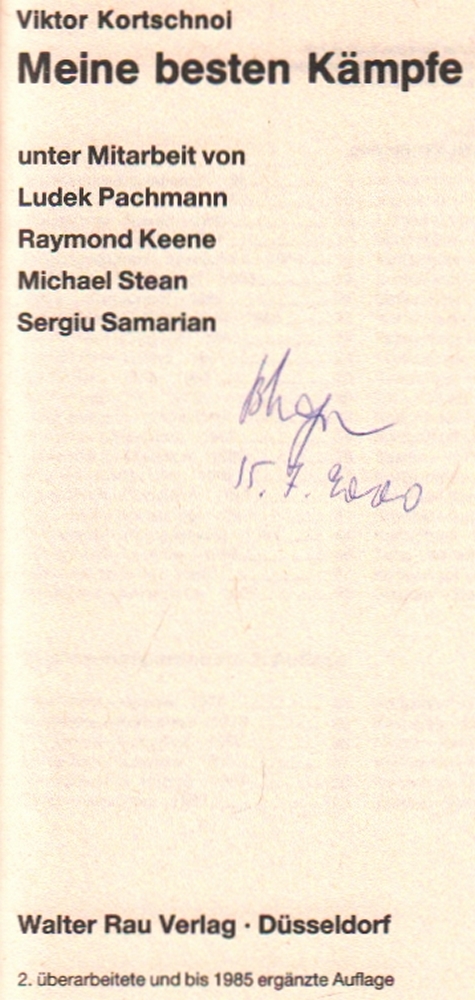 Viktor Kortschnoi
Meine besten Kämpfe
unter Mitarbeit von
Ludek Pachmann
Raymond Keene
Michael Stean
Sergiu Samarian
15.7.2000
Walter Rau Verlag · Düsseldorf
2. überarbeitete und bis 1985 ergänzte Auflage